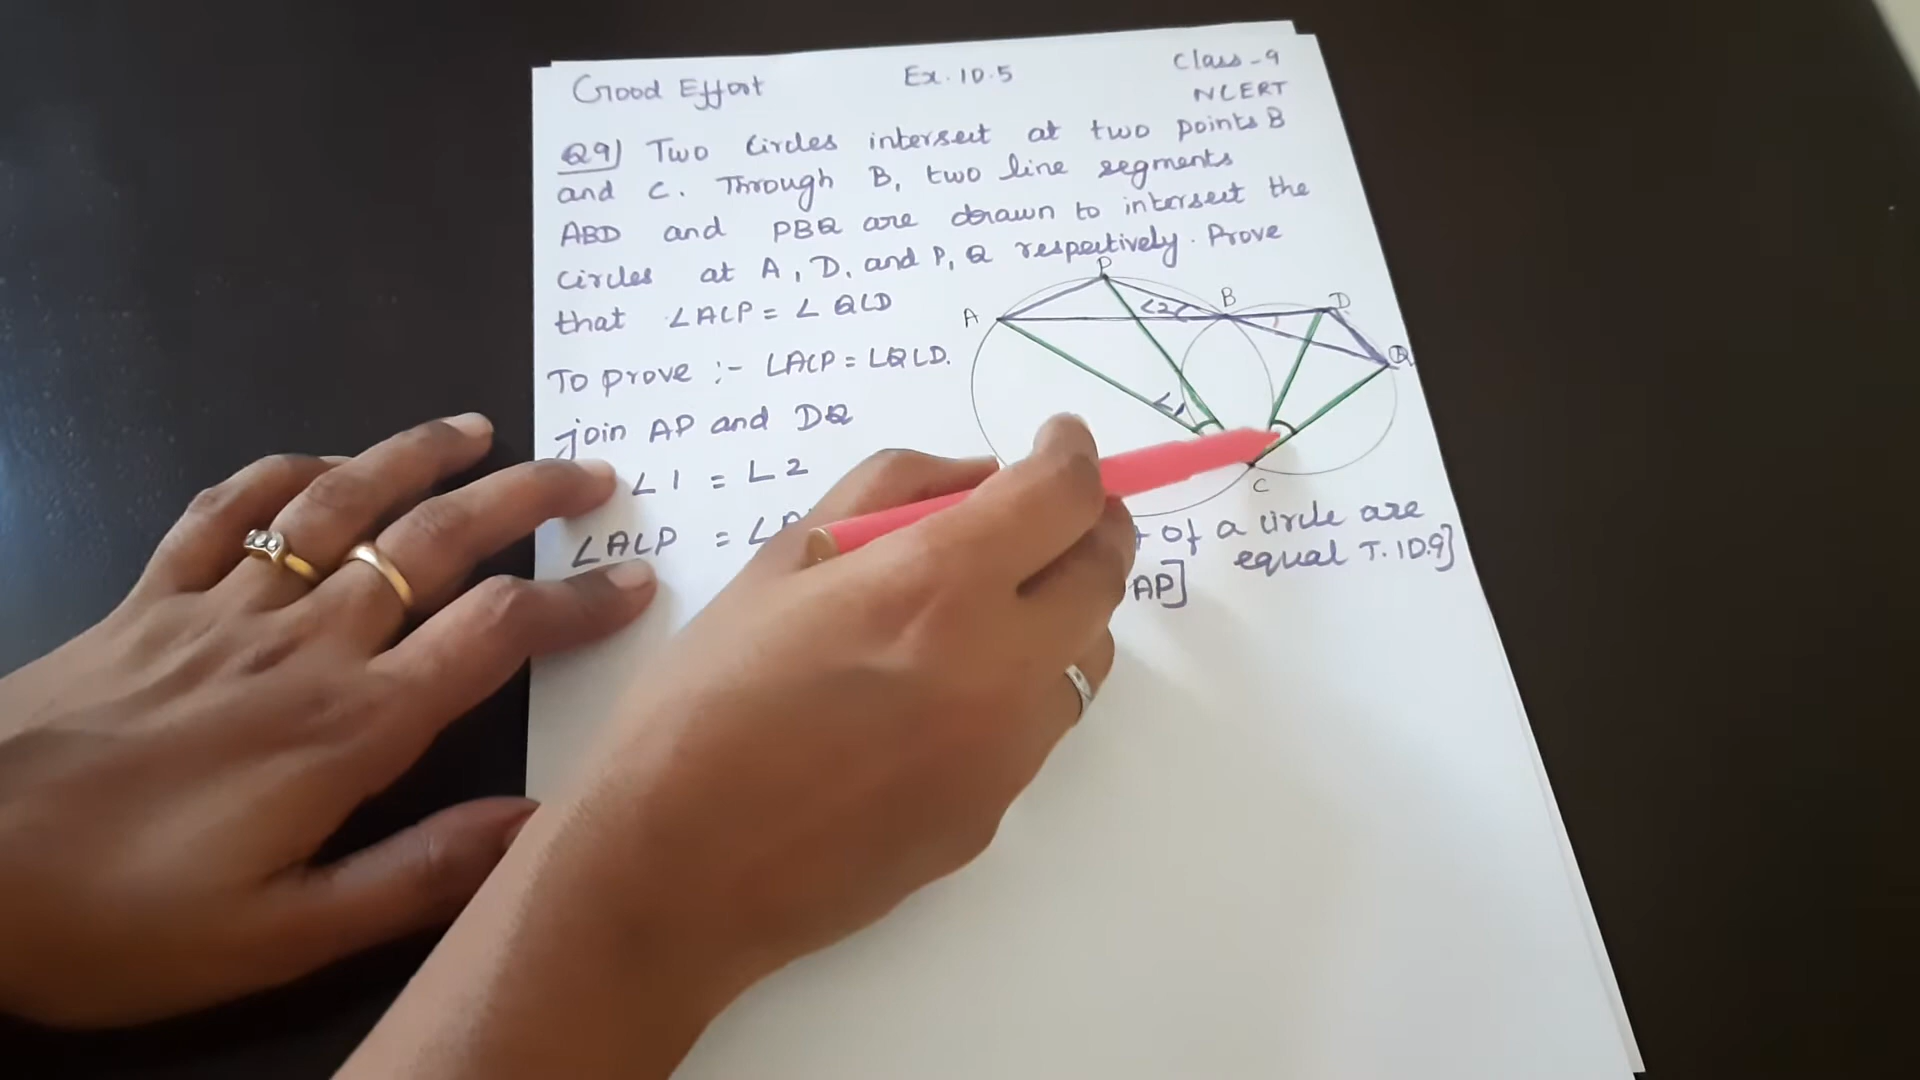 Good Effort
Ex. 10.5
Class-9
NCERT
Q9) Two Circles intersect at two points B
and C. Through B, two line segments
ABD and PBQ are drawn to intersect the
circles at A, D, and P, Q respectively. Prove
that ∠ACP = ∠QCD
To prove :- ∠ACP = ∠QCD.
join AP and DQ
∠1 = ∠2
∠ACP = ∠A
of a circle are
equal T. 10.9]
AP]
P
A
∠2
B
D
Q
∠1
C